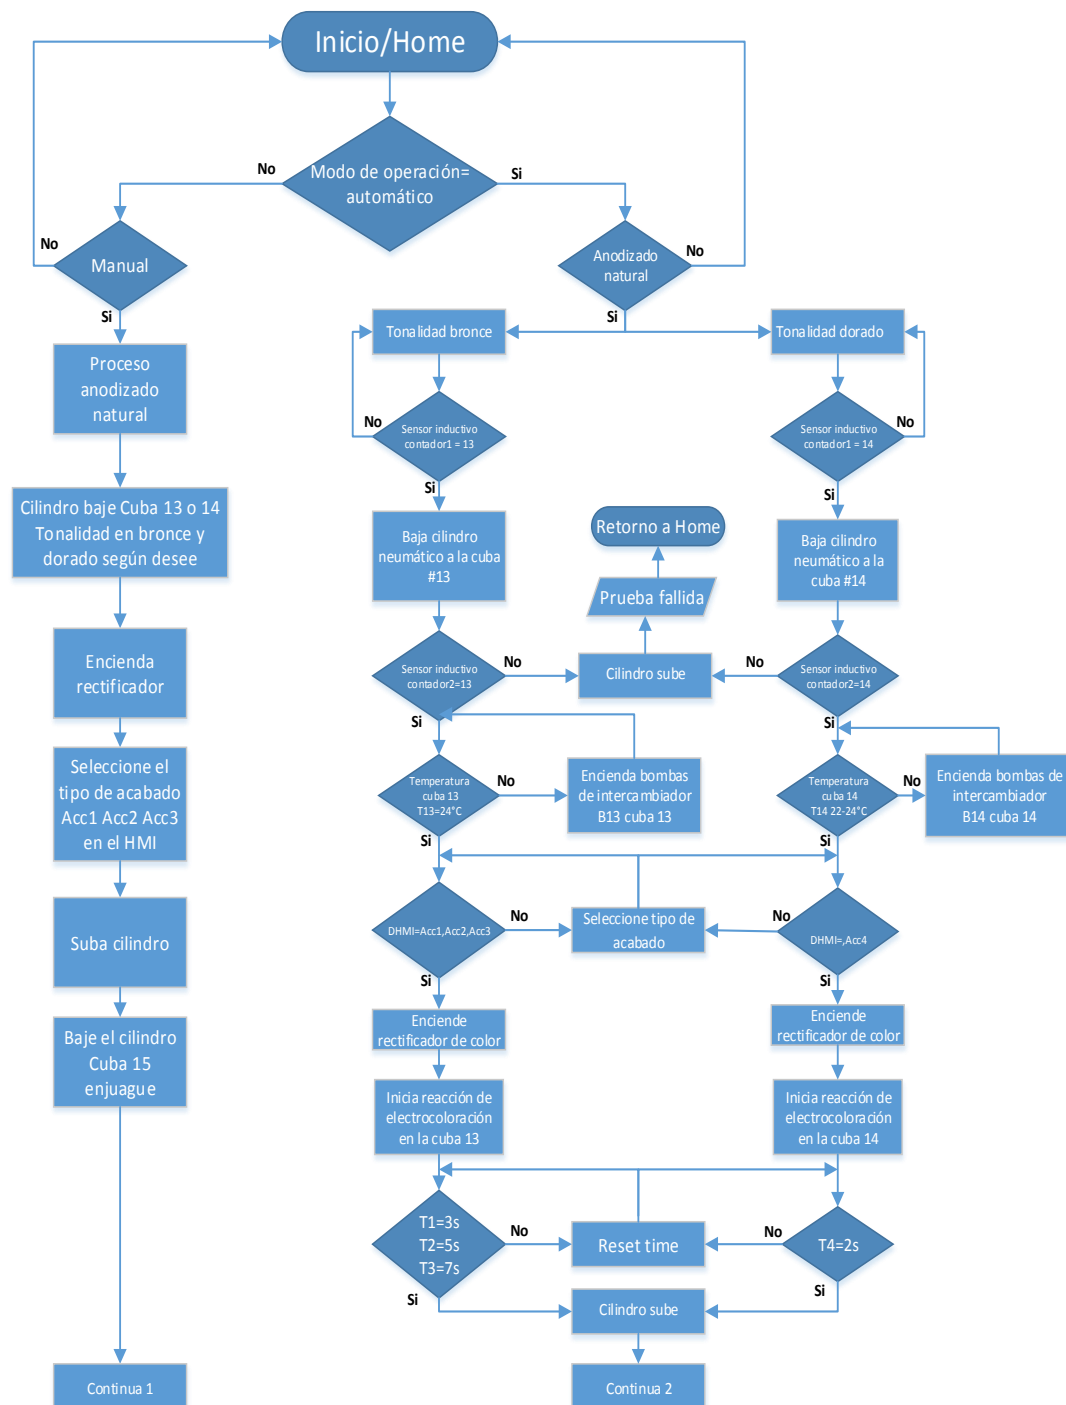 Inicio/Home
Modo de operación=
automático
No
Si
Manual
No
Si
Anodizado
natural
No
Si
Proceso
anodizado
natural
Cilindro baje Cuba 13 o 14
Tonalidad en bronce y
dorado según desee
Encienda
rectificador
Seleccione el
tipo de acabado
Acc1 Acc2 Acc3
en el HMI
Suba cilindro
Baje el cilindro
Cuba 15
enjuague
Continua 1
Tonalidad bronce
Tonalidad dorado
Sensor inductivo
contador1 = 13
No
Si
Sensor inductivo
contador1 = 14
No
Si
Baja cilindro
neumático a la cuba
#13
Retorno a Home
Prueba fallida
Baja cilindro
neumático a la
cuba #14
Sensor inductivo
contador2=13
No
Si
Cilindro sube
Sensor inductivo
contador2=14
No
Si
Temperatura
cuba 13
T13=24°C
No
Si
Encienda bombas
de intercambiador
B13 cuba 13
Temperatura
cuba 14
T14 22-24°C
No
Si
Encienda bombas de
intercambiador
B14 cuba 14
DHMI=Acc1,Acc2,Acc3
No
Si
Seleccione tipo de
acabado
DHMI=,Acc4
No
Si
Enciende
rectificador de color
Enciende
rectificador de color
Inicia reacción de
electrocoloración
en la cuba 13
Inicia reacción de
electrocoloración
en la cuba 14
T1=3s
T2=5s
T3=7s
No
Si
Reset time
T4=2s
No
Si
Cilindro sube
Continua 2